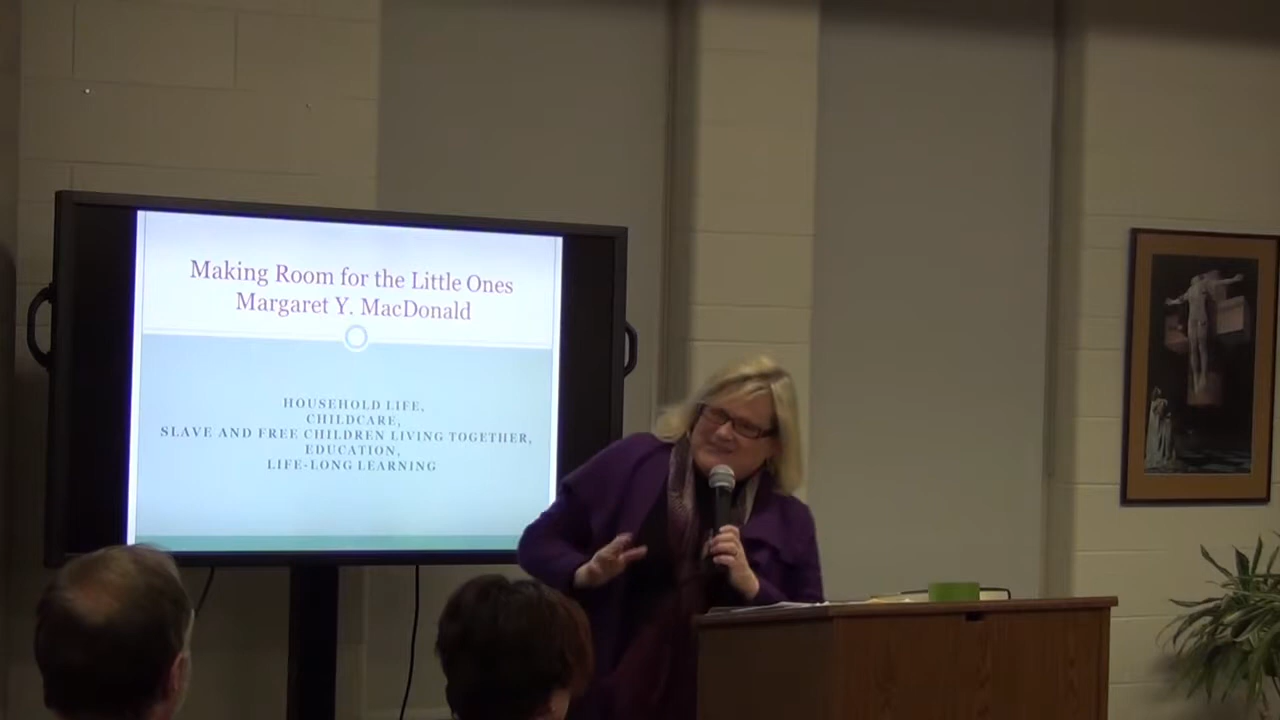 Making Room for the Little Ones
Margaret Y. MacDonald
HOUSEHOLD LIFE,
CHILDCARE,
SLAVE AND FREE CHILDREN LIVING TOGETHER,
EDUCATION,
LIFE-LONG LEARNING